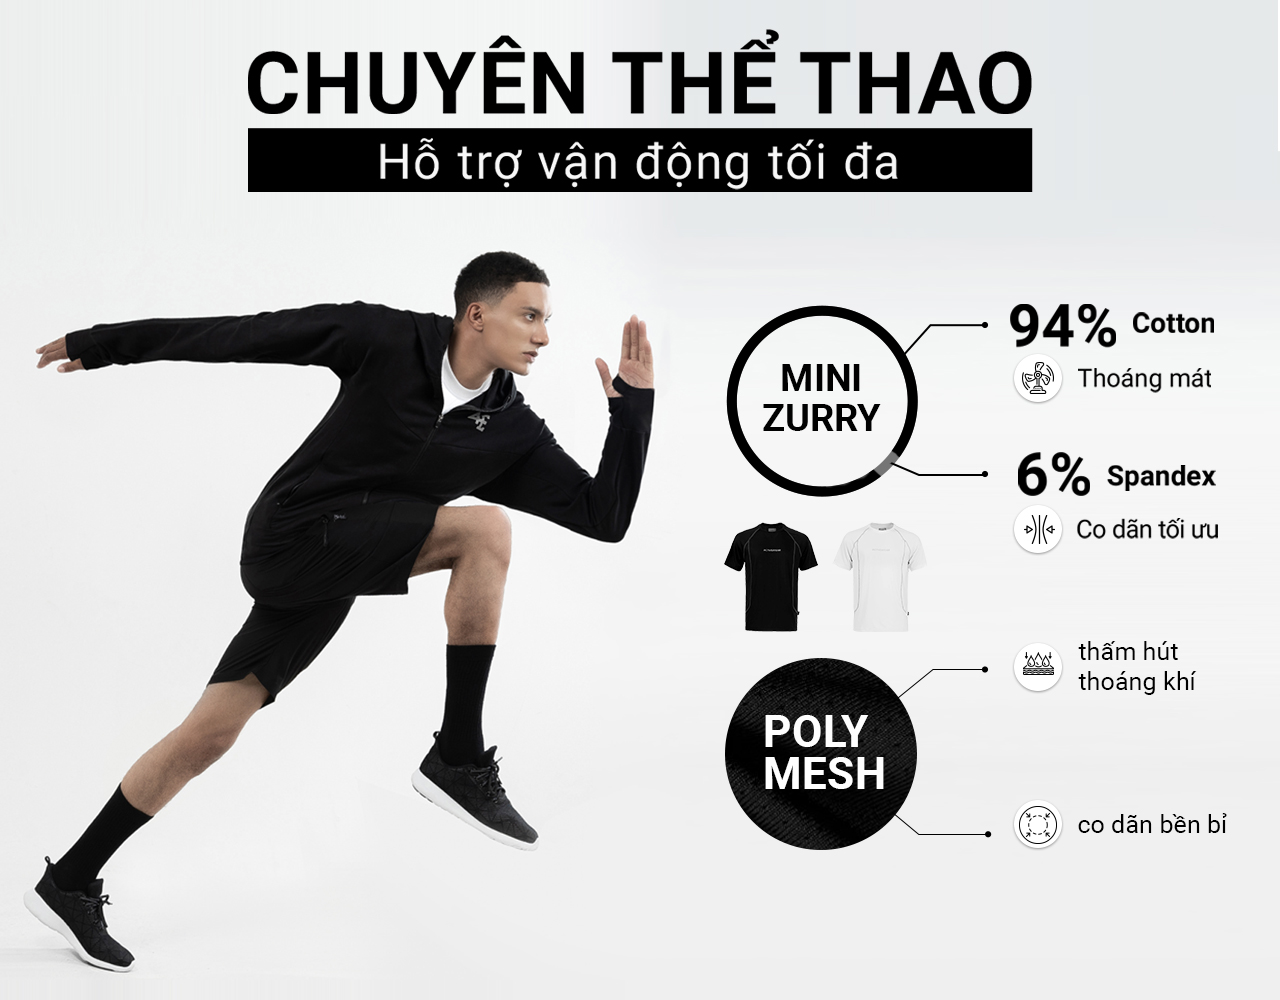 CHUYÊN THỂ THAO
Hỗ trợ vận động tối đa
MINI
ZURRY
94% Cotton
Thoáng mát
6% Spandex
Co dãn tối ưu
POLY
MESH
thấm hút
thoáng khí
co dãn bền bỉ